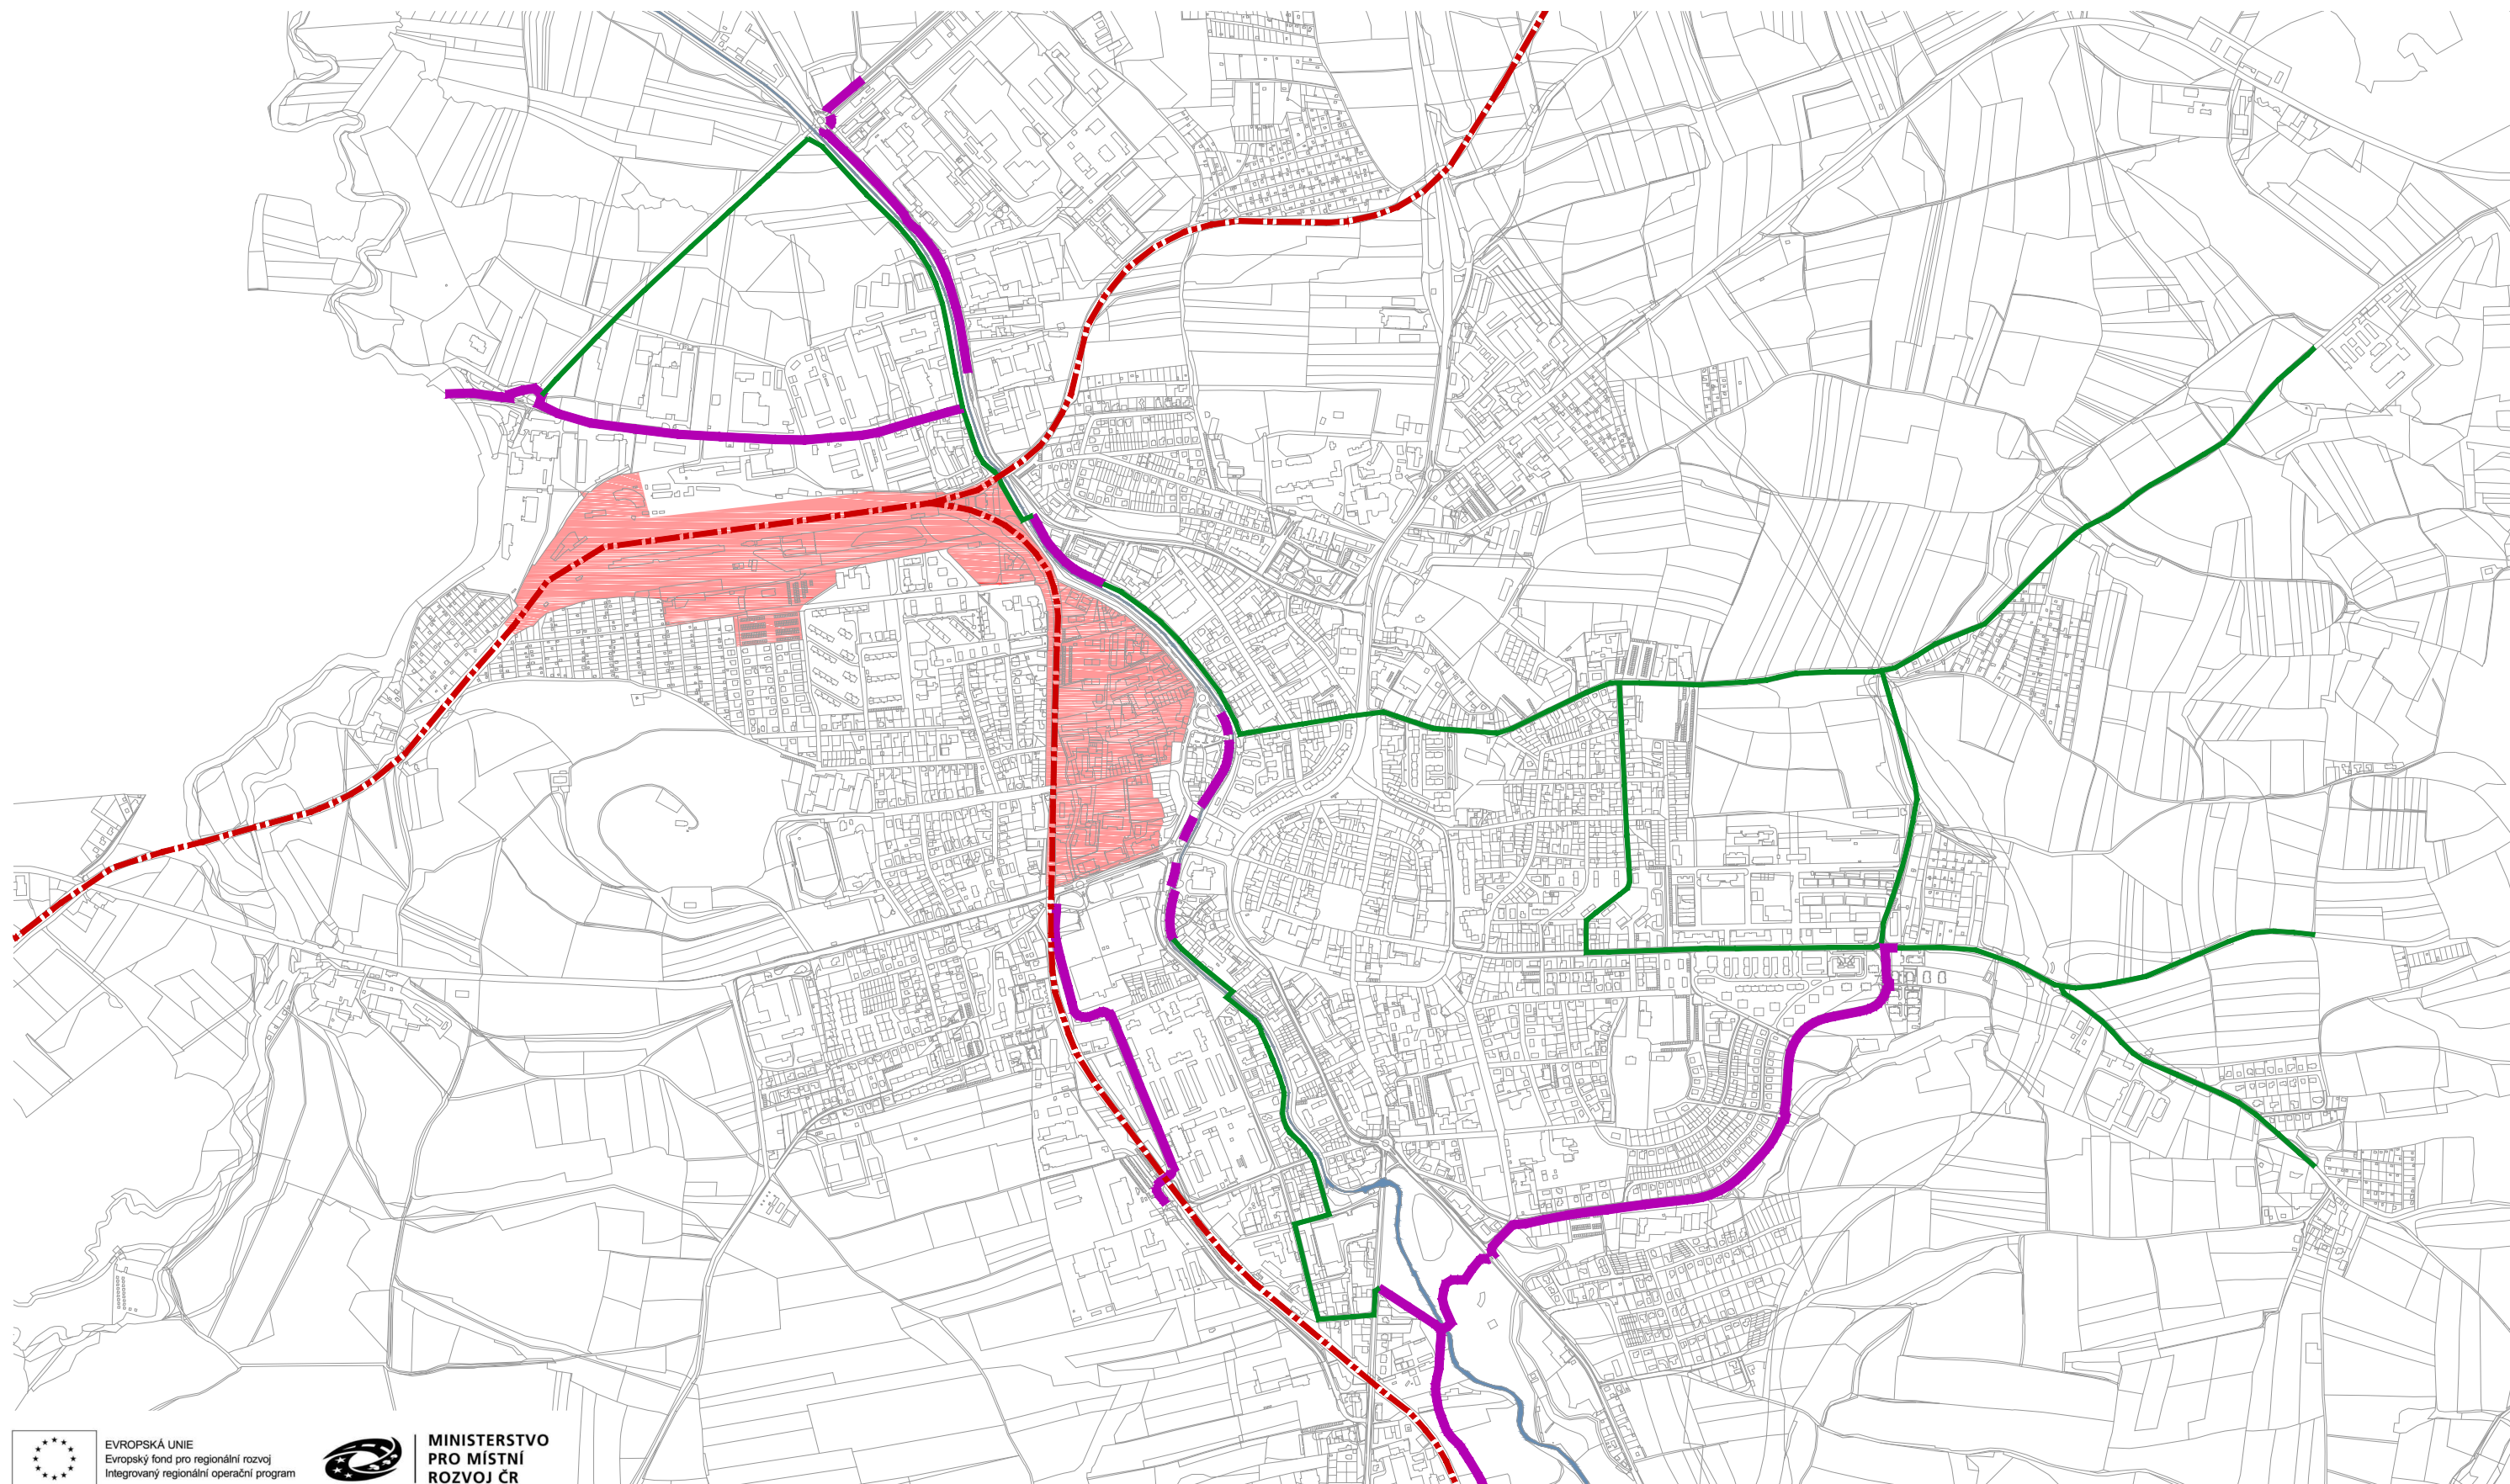 EVROPSKÁ UNIE
Evropský fond pro regionální rozvoj
Integrovaný regionální operační program
MINISTERSTVO
PRO MÍSTNÍ
ROZVOJ ČR